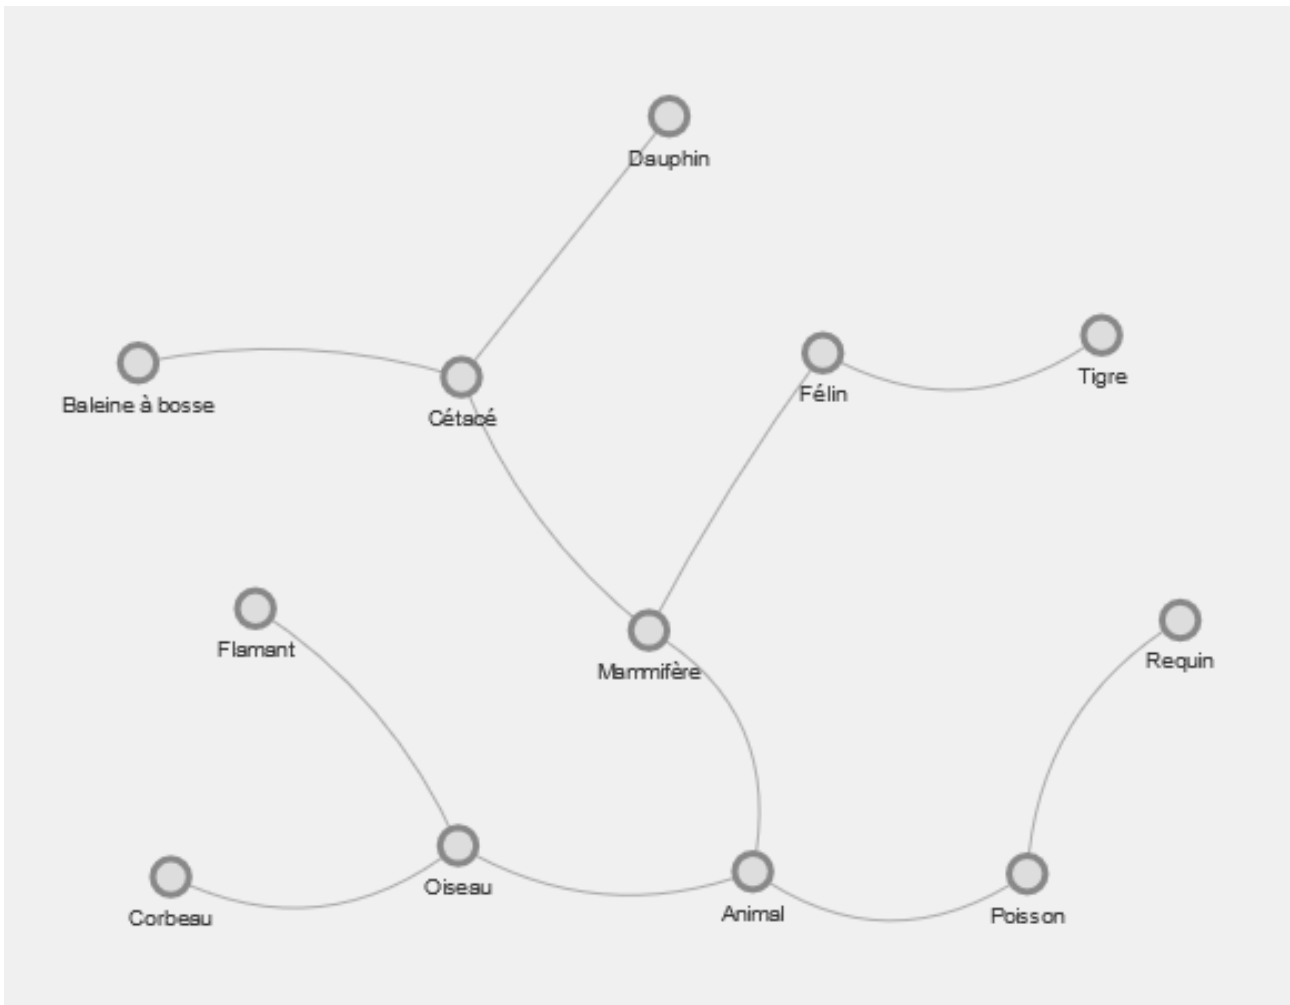 Dauphin
Tigre
Félin
Baleine à bosse
Cétacé
Flamant
Requin
Mammifère
Oiseau
Animal
Poisson
Corbeau